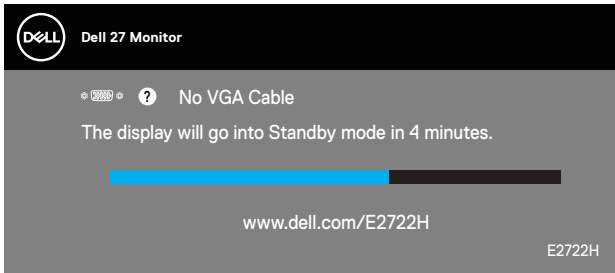 DELL
Dell 27 Monitor
? No VGA Cable
The display will go into Standby mode in 4 minutes.
www.dell.com/E2722H
E2722H